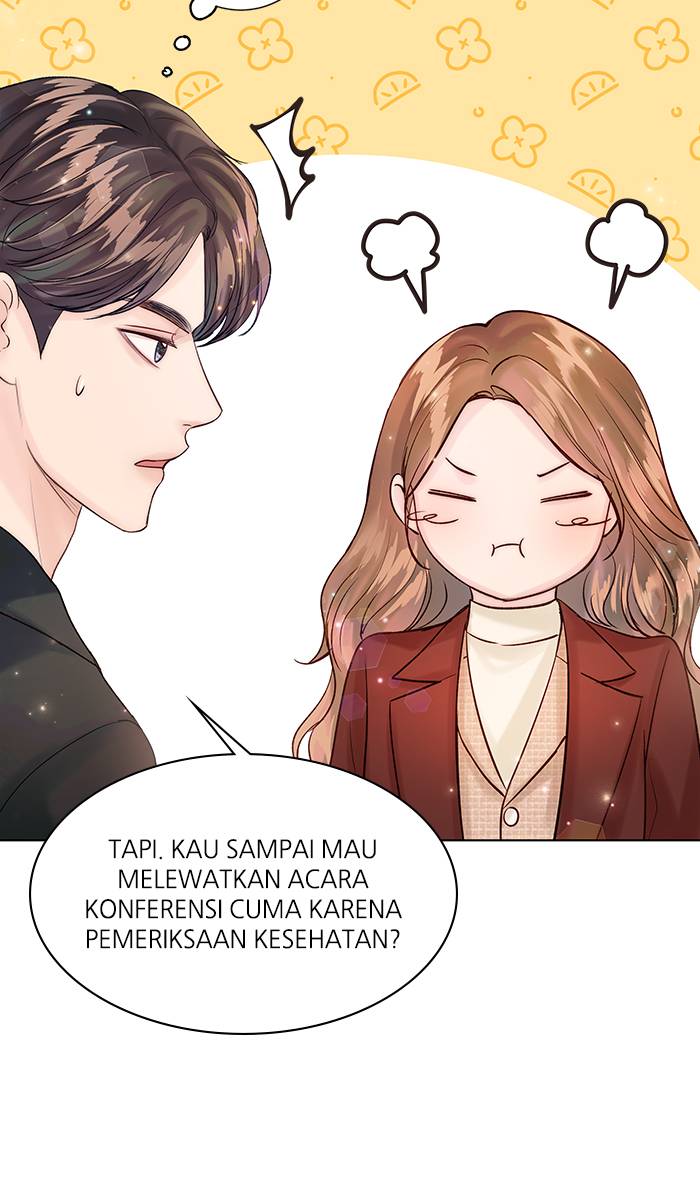 TAPI. KAU SAMPAI MAU
MELEWATKAN ACARA
KONFERENSI CUMA KARENA
PEMERIKSAAN KESEHATAN?